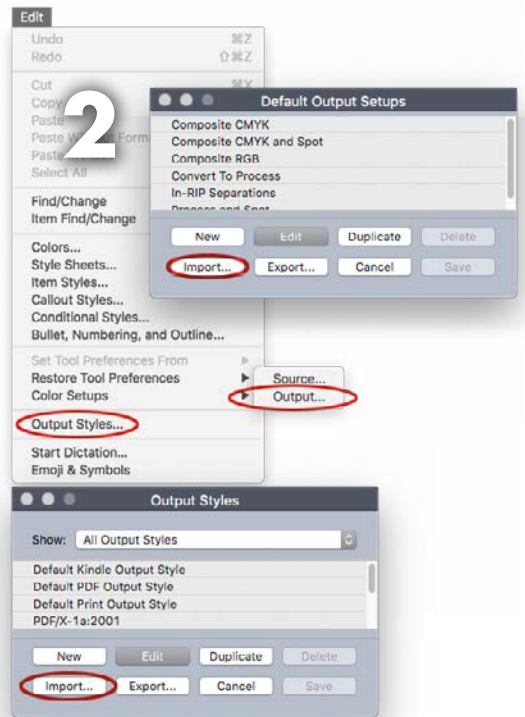 Edit
Undo ⌘Z
Redo ⇧⌘Z
Cut ⌘X
Copy
Paste
Paste W Form
Paste
Select All
2
Find/Change
Item Find/Change
Colors...
Style Sheets...
Item Styles...
Callout Styles...
Conditional Styles...
Bullet, Numbering, and Outline...
Set Tool Preferences From
Restore Tool Preferences
Color Setups
Source...
Output...
Output Styles...
Start Dictation...
Emoji & Symbols
Default Output Setups
Composite CMYK
Composite CMYK and Spot
Composite RGB
Convert To Process
In-RIP Separations
Process and Spot
New Edit Duplicate Delete
Import... Export... Cancel Save
Output Styles
Show: All Output Styles
Default Kindle Output Style
Default PDF Output Style
Default Print Output Style
PDF/X-1a:2001
New Edit Duplicate Delete
Import... Export... Cancel Save